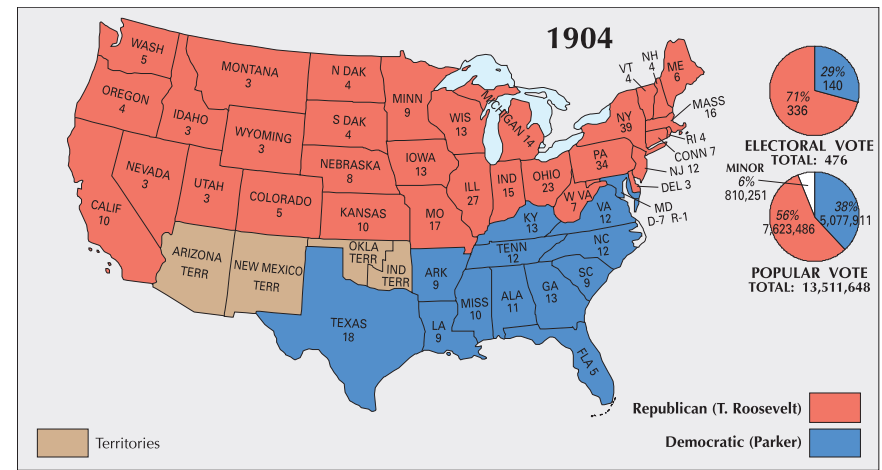 1904
WASH
5
OREGON
4
CALIF
10
IDAHO
3
NEVADA
3
MONTANA
3
WYOMING
3
UTAH
3
COLORADO
5
ARIZONA
TERR
NEW MEXICO
TERR
N DAK
4
S DAK
4
NEBRASKA
8
KANSAS
10
OKLA
TERR
IND
TERR
TEXAS
18
MINN
9
IOWA
13
MO
17
ARK
9
LA
9
WIS
13
ILL
27
MICHIGAN 14
IND
15
OHIO
23
KY
13
TENN
12
MISS
10
ALA
11
GA
13
FLA 5
SC
9
NC
12
VA
12
W VA
7
PA
34
NY
39
VT
4
NH
4
ME
6
MASS
16
RI 4
CONN 7
NJ 12
DEL 3
MD
D-7 R-1
29%
140
71%
336
ELECTORAL VOTE
TOTAL: 476
MINOR
6%
810,251
38%
5,077,911
56%
7,623,486
POPULAR VOTE
TOTAL: 13,511,648
Republican (T. Roosevelt)
Democratic (Parker)
Territories